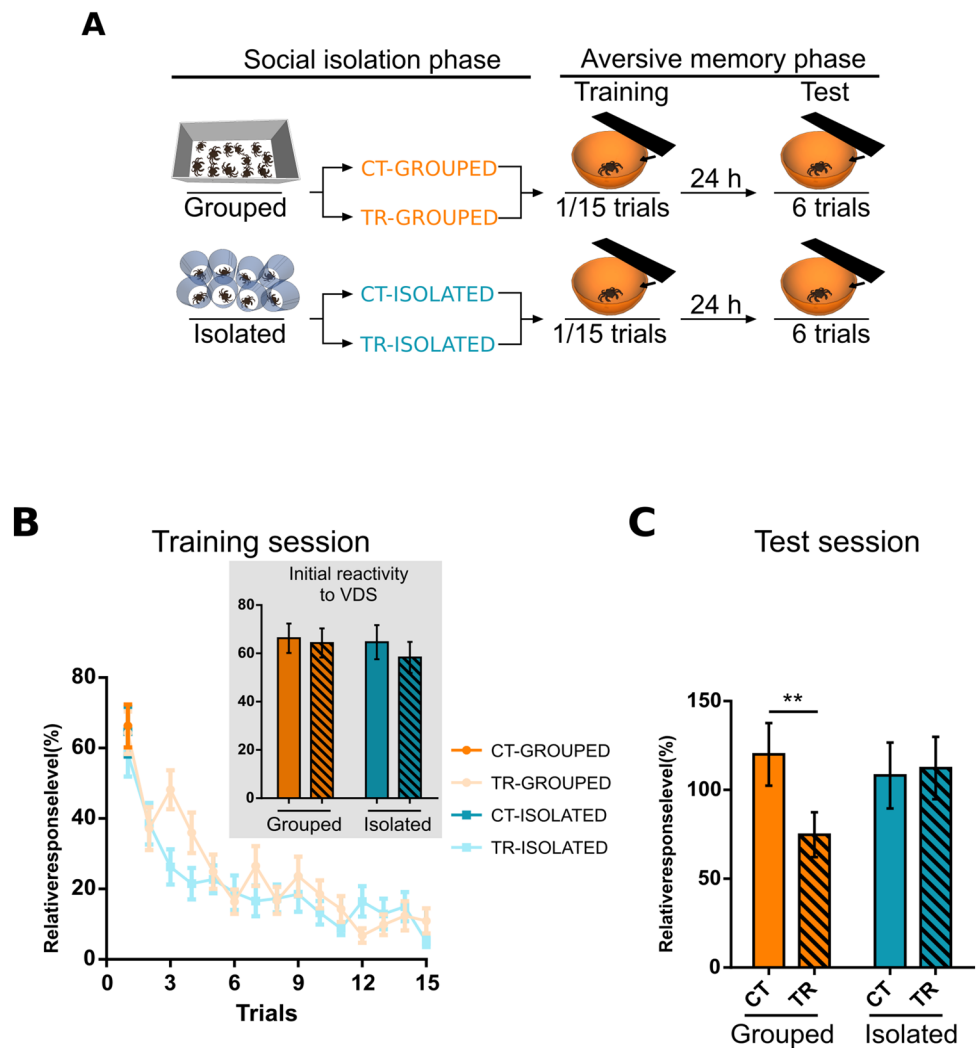 A
Social isolation phase
Aversive memory phase
Training
Test
Grouped
CT-GROUPED
TR-GROUPED
1/15 trials
24 h
6 trials
Isolated
CT-ISOLATED
TR-ISOLATED
1/15 trials
24 h
6 trials
B
Training session
Initial reactivity
to VDS
80
60
40
20
0
Grouped
Isolated
Relativeresponselevel(%)
80
60
40
20
0
0
3
6
9
12
15
Trials
CT-GROUPED
TR-GROUPED
CT-ISOLATED
TR-ISOLATED
C
Test session
Relativeresponselevel(%)
150
100
50
0
**
CT
TR
CT
TR
Grouped
Isolated